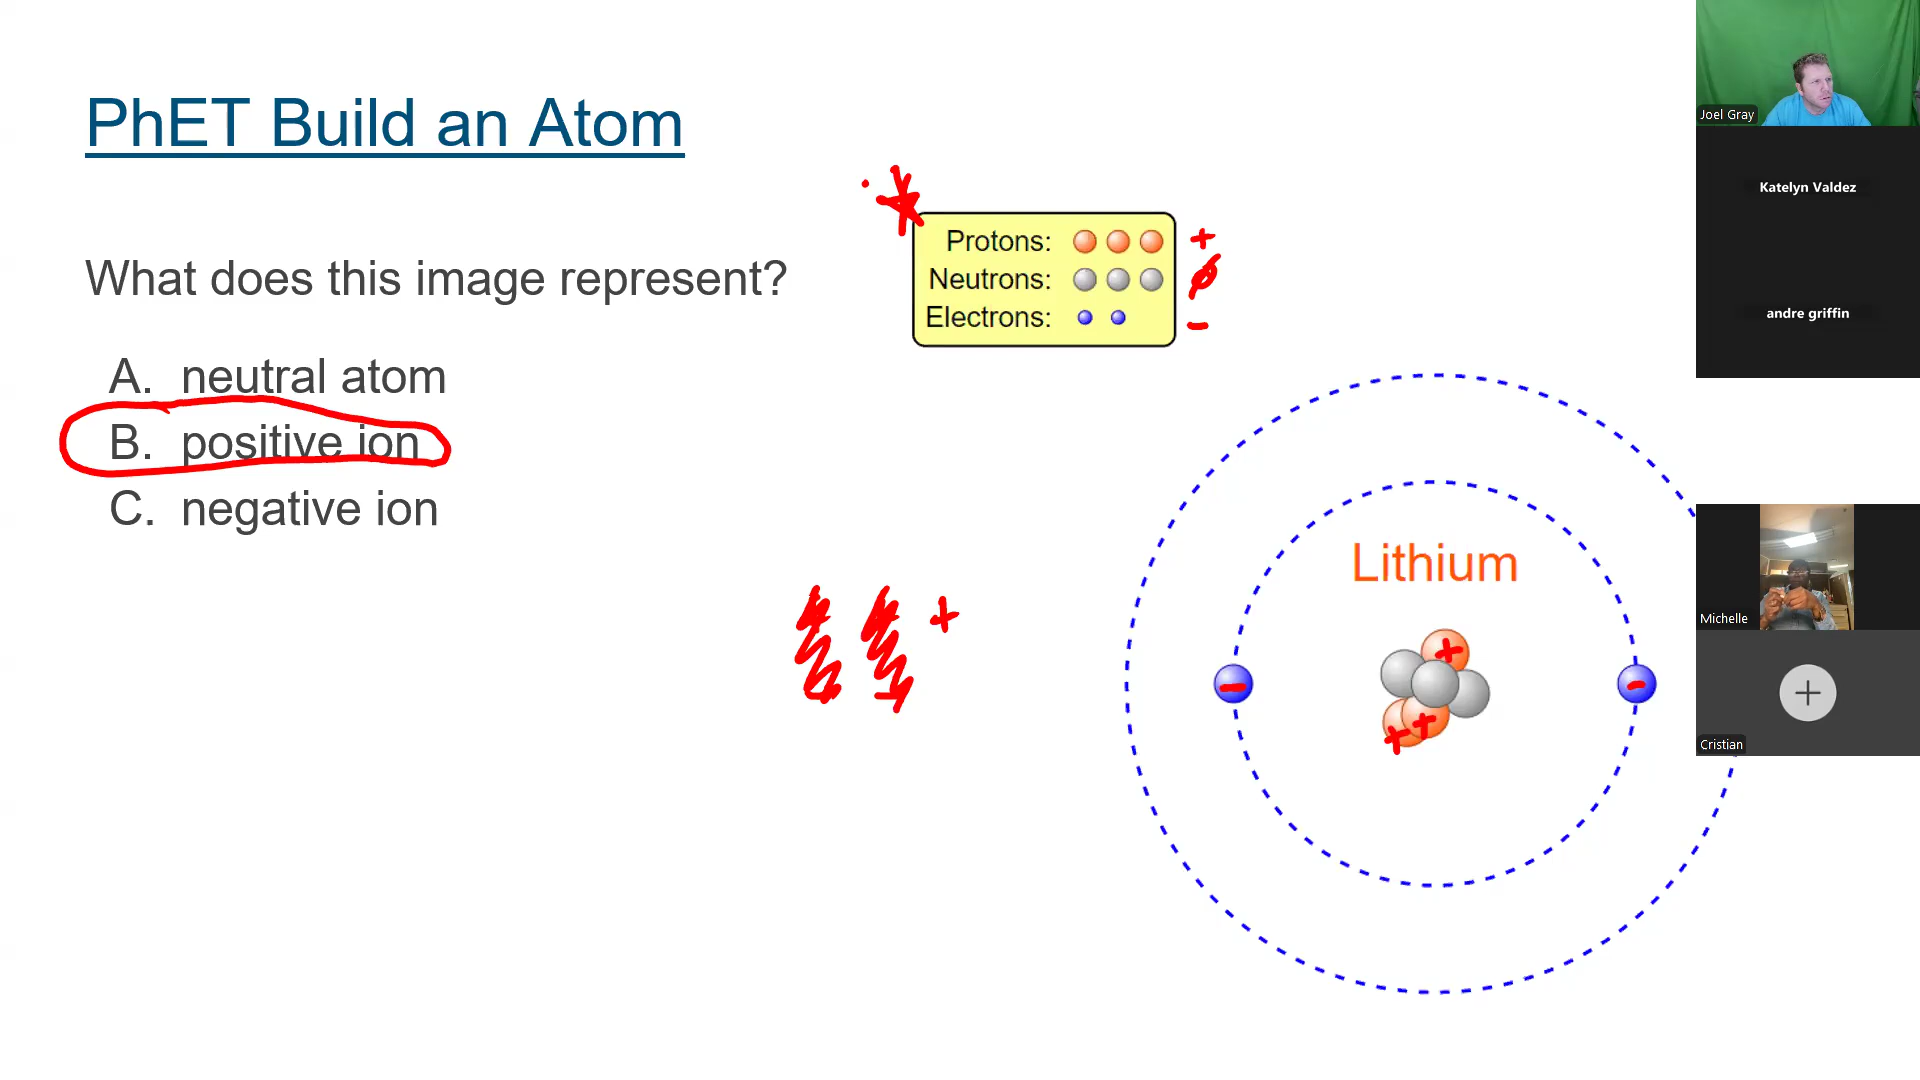 PhET Build an Atom
What does this image represent?
A. neutral atom
B. positive ion
C. negative ion
Protons: +
Neutrons: ∅
Electrons: -
+
Lithium
+
- -
+ +
Joel Gray
Katelyn Valdez
andre griffin
Michelle
Cristian